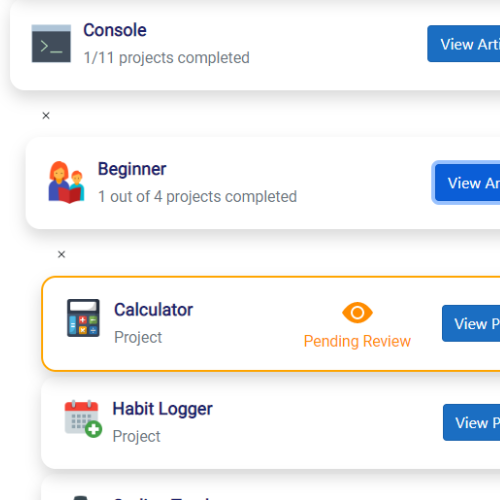 Console
1/11 projects completed
View Arti
×
Beginner
1 out of 4 projects completed
View Ar
×
Calculator
Project
Pending Review
View P
Habit Logger
Project
View P